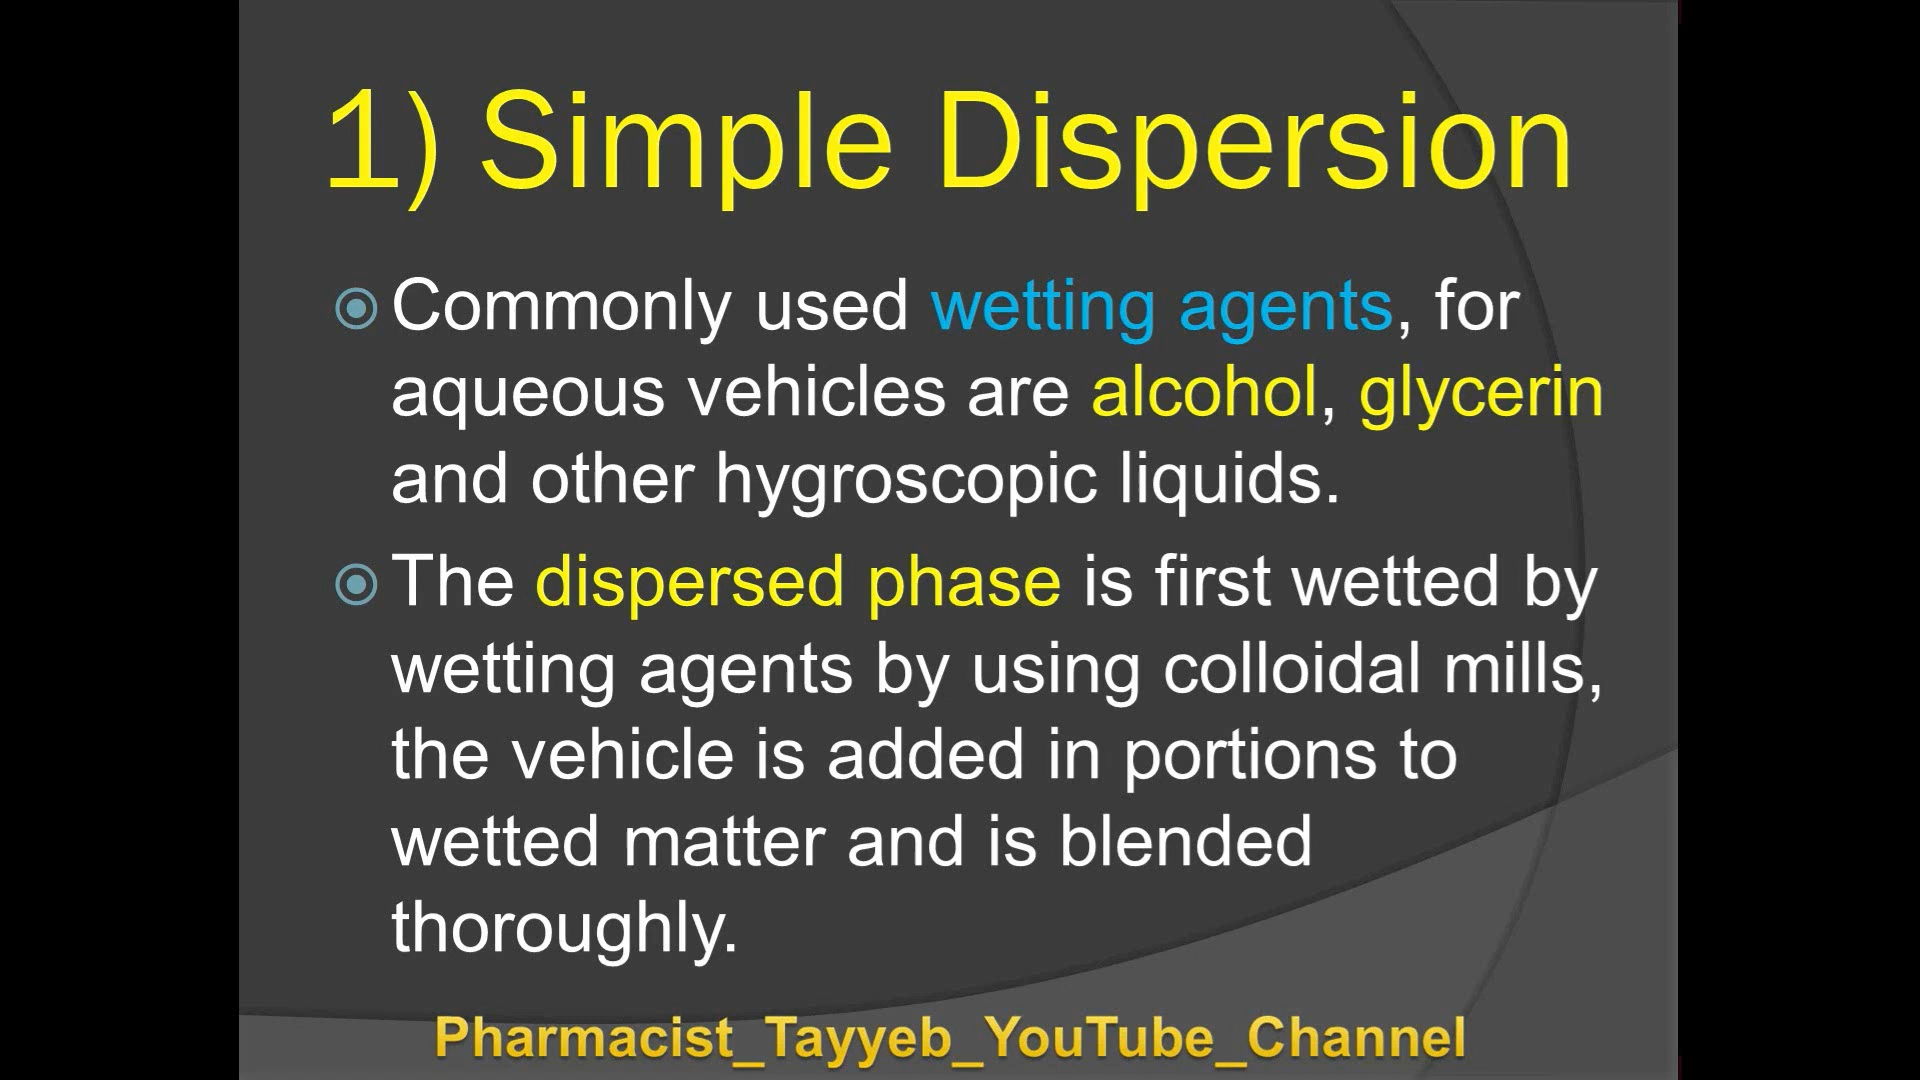 1) Simple Dispersion
Commonly used wetting agents, for
aqueous vehicles are alcohol, glycerin
and other hygroscopic liquids.
The dispersed phase is first wetted by
wetting agents by using colloidal mills,
the vehicle is added in portions to
wetted matter and is blended
thoroughly.
Pharmacist_Tayyeb_YouTube_Channel